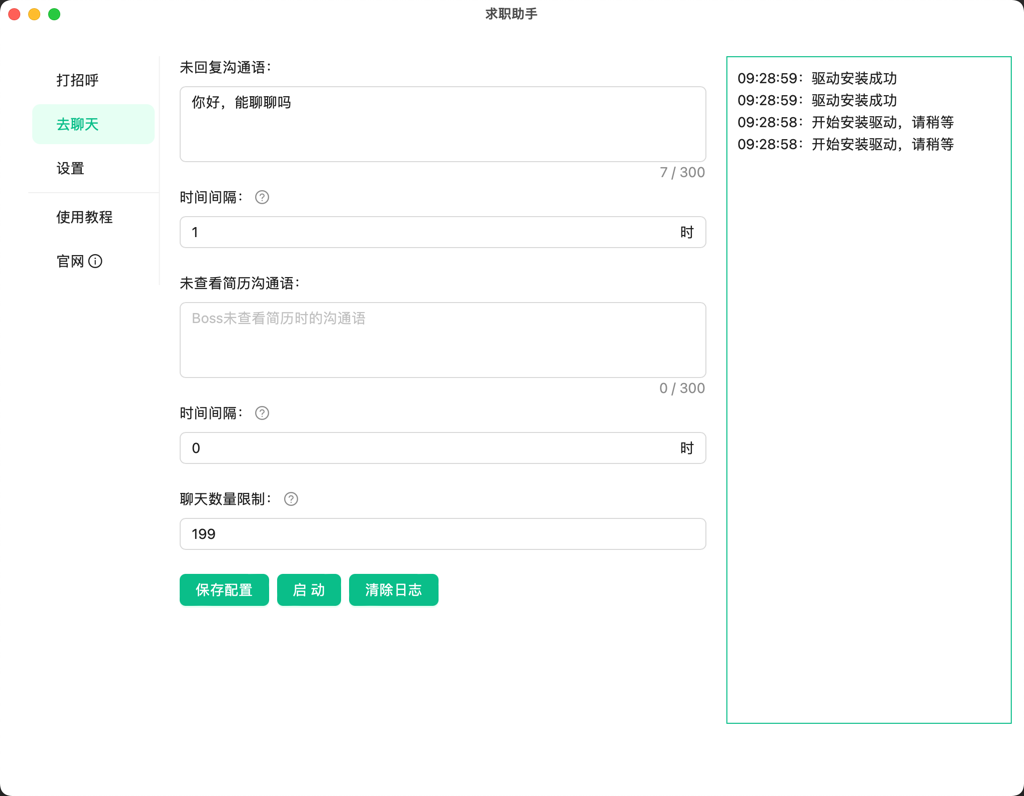 求职助手
打招呼
去聊天
设置
使用教程
官网
未回复沟通语：
你好，能聊聊吗
7 / 300
时间间隔：
1 时
未查看简历沟通语：
Boss未查看简历时的沟通语
0 / 300
时间间隔：
0 时
聊天数量限制：
199
保存配置 启 动 清除日志
09:28:59：驱动安装成功
09:28:59：驱动安装成功
09:28:58：开始安装驱动，请稍等
09:28:58：开始安装驱动，请稍等